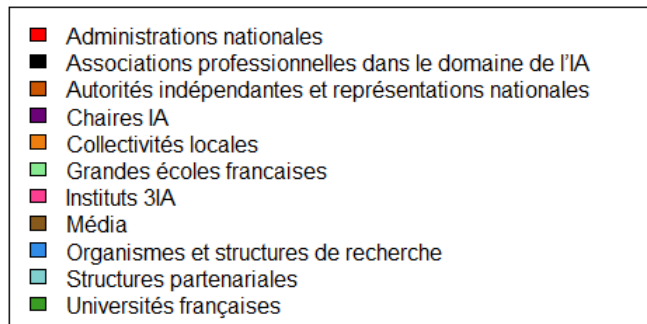 Administrations nationales
Associations professionnelles dans le domaine de l'IA
Autorités indépendantes et représentations nationales
Chaires IA
Collectivités locales
Grandes écoles francaises
Instituts 3IA
Média
Organismes et structures de recherche
Structures partenariales
Universités françaises